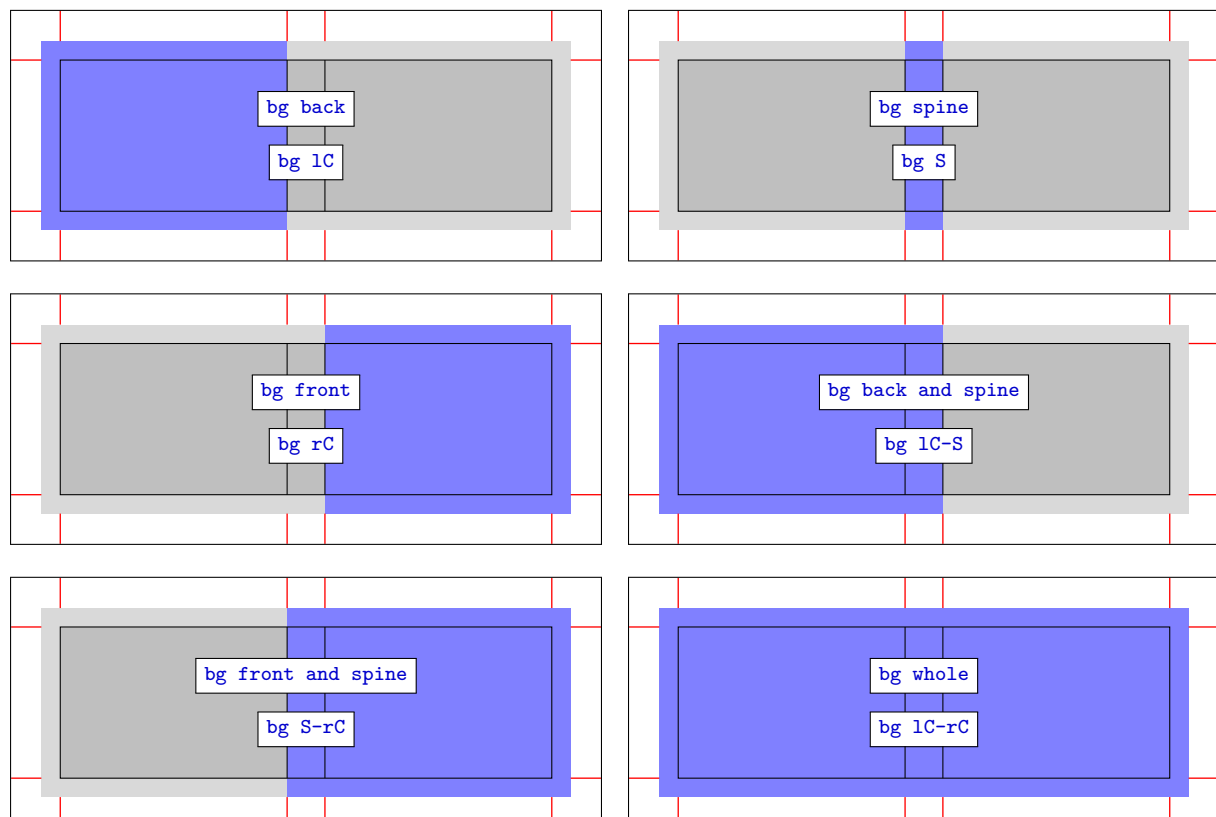 bg back
bg lC
bg spine
bg S
bg front
bg rC
bg back and spine
bg lC-S
bg front and spine
bg S-rC
bg whole
bg lC-rC